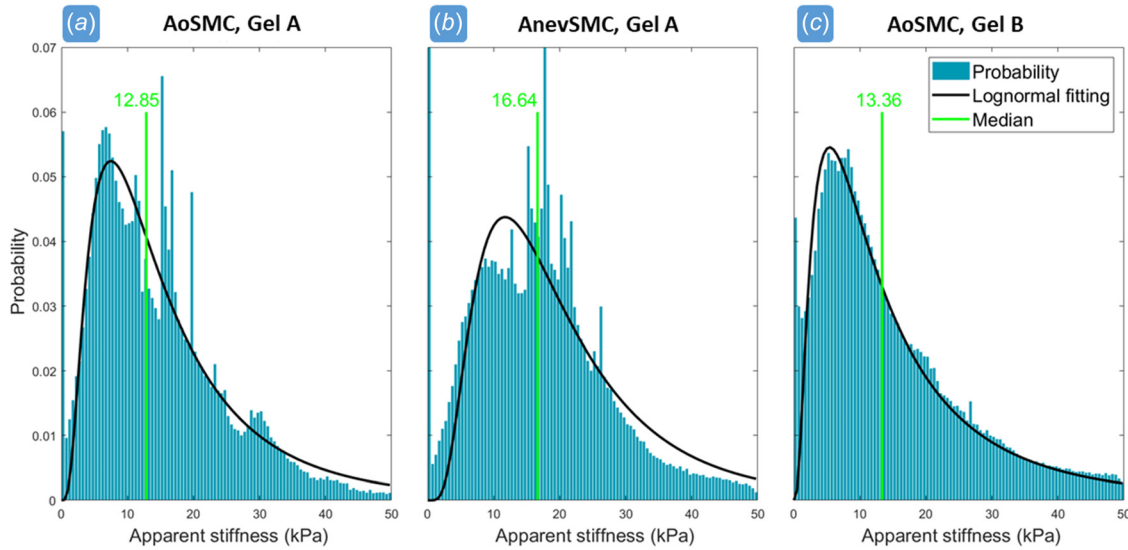 (a) AoSMC, Gel A
(b) AnevSMC, Gel A
(c) AoSMC, Gel B
Probability
0.07
0.06
0.05
0.04
0.03
0.02
0.01
0
12.85
0 10 20 30 40 50
Apparent stiffness (kPa)
16.64
0 10 20 30 40 50
Apparent stiffness (kPa)
13.36
Probability
Lognormal fitting
Median
0 10 20 30 40 50
Apparent stiffness (kPa)